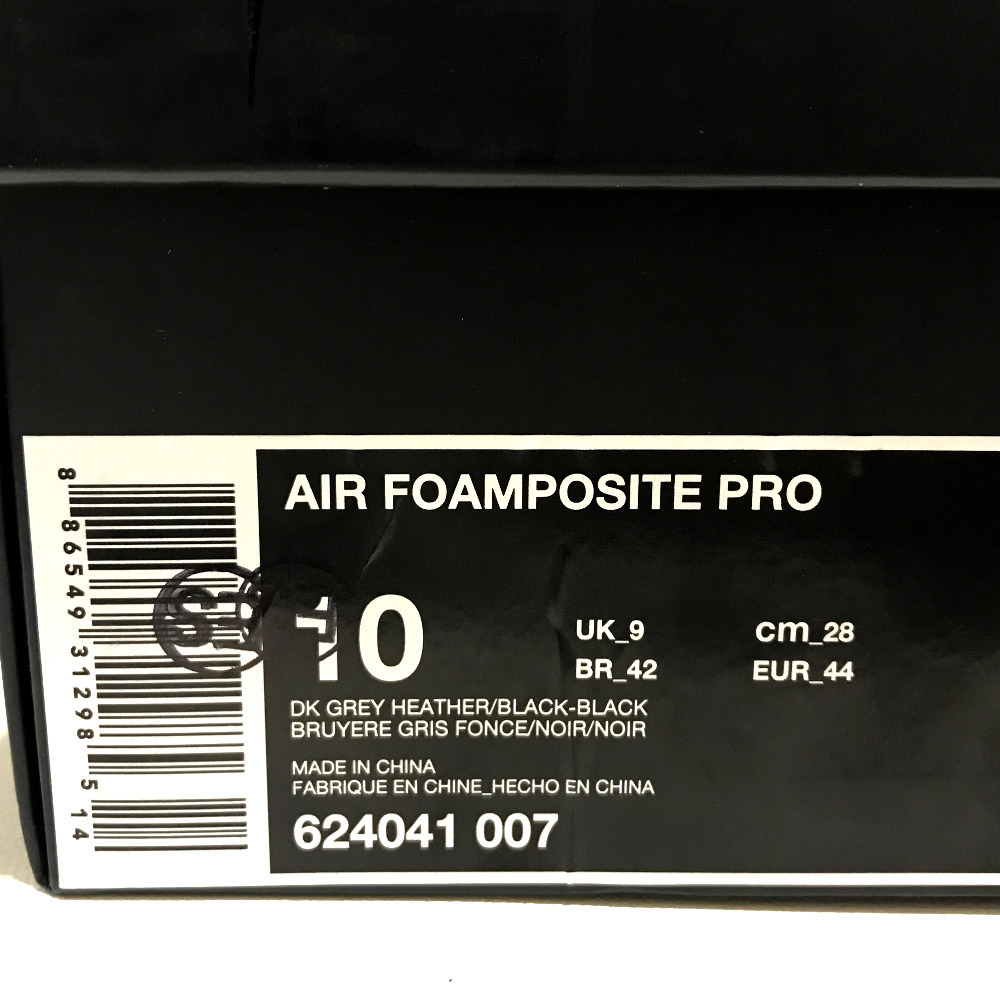 AIR FOAMPOSITE PRO
10
UK_9 cm_28
BR_42 EUR_44
DK GREY HEATHER/BLACK-BLACK
BRUYERE GRIS FONCE/NOIR/NOIR
MADE IN CHINA
FABRIQUE EN CHINE_HECHO EN CHINA
624041 007
8 86549 31298 5 14